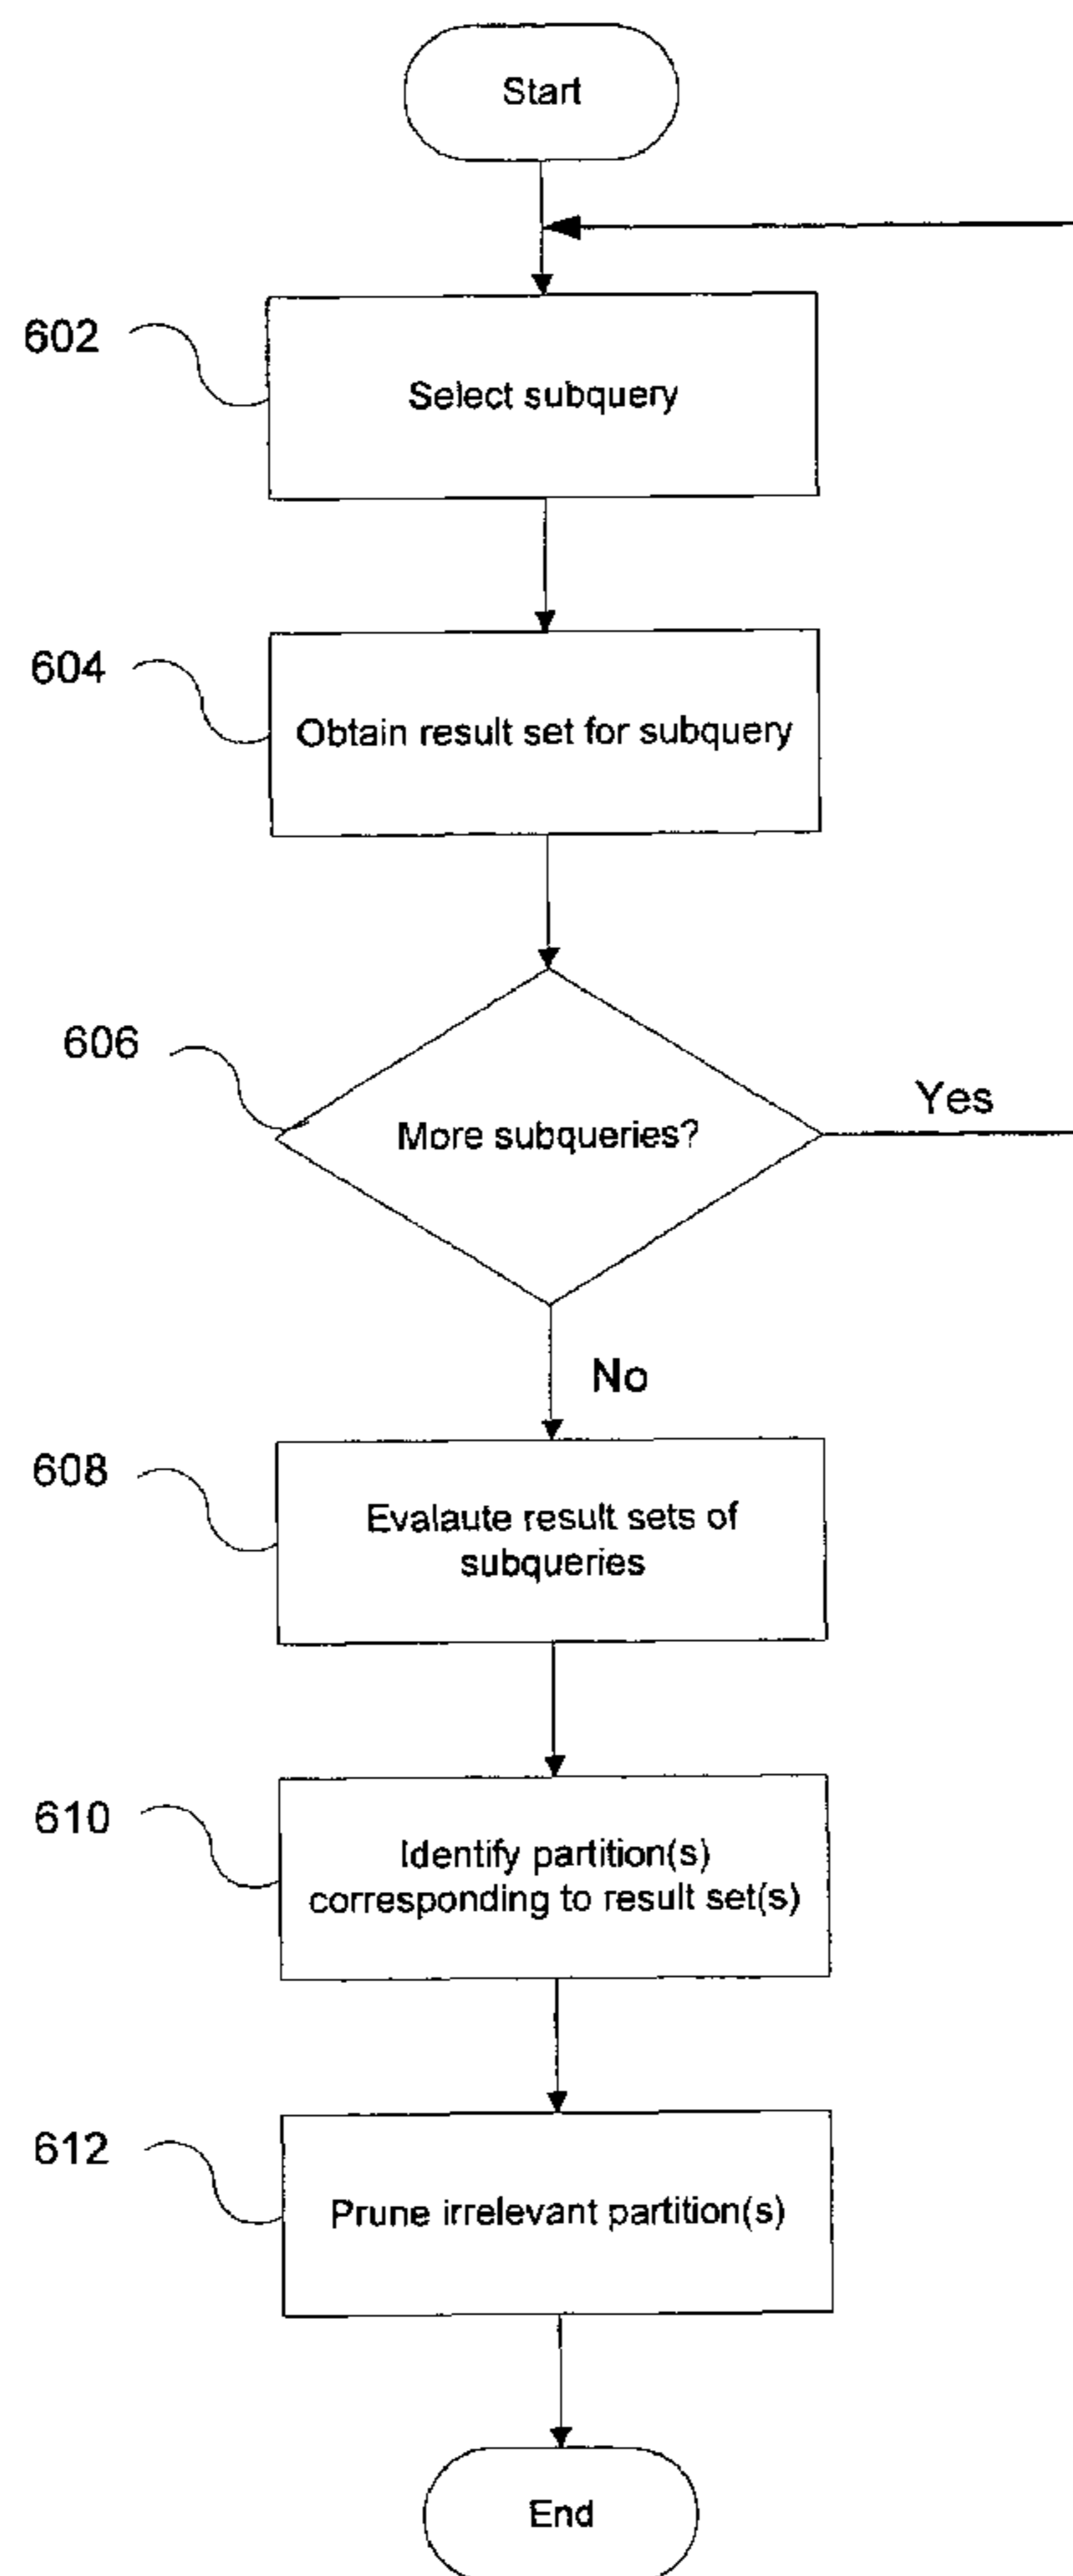 Start
602
Select subquery
604
Obtain result set for subquery
606
More subqueries?
Yes
No
608
Evalaute result sets of
subqueries
610
Identify partition(s)
corresponding to result set(s)
612
Prune irrelevant partition(s)
End